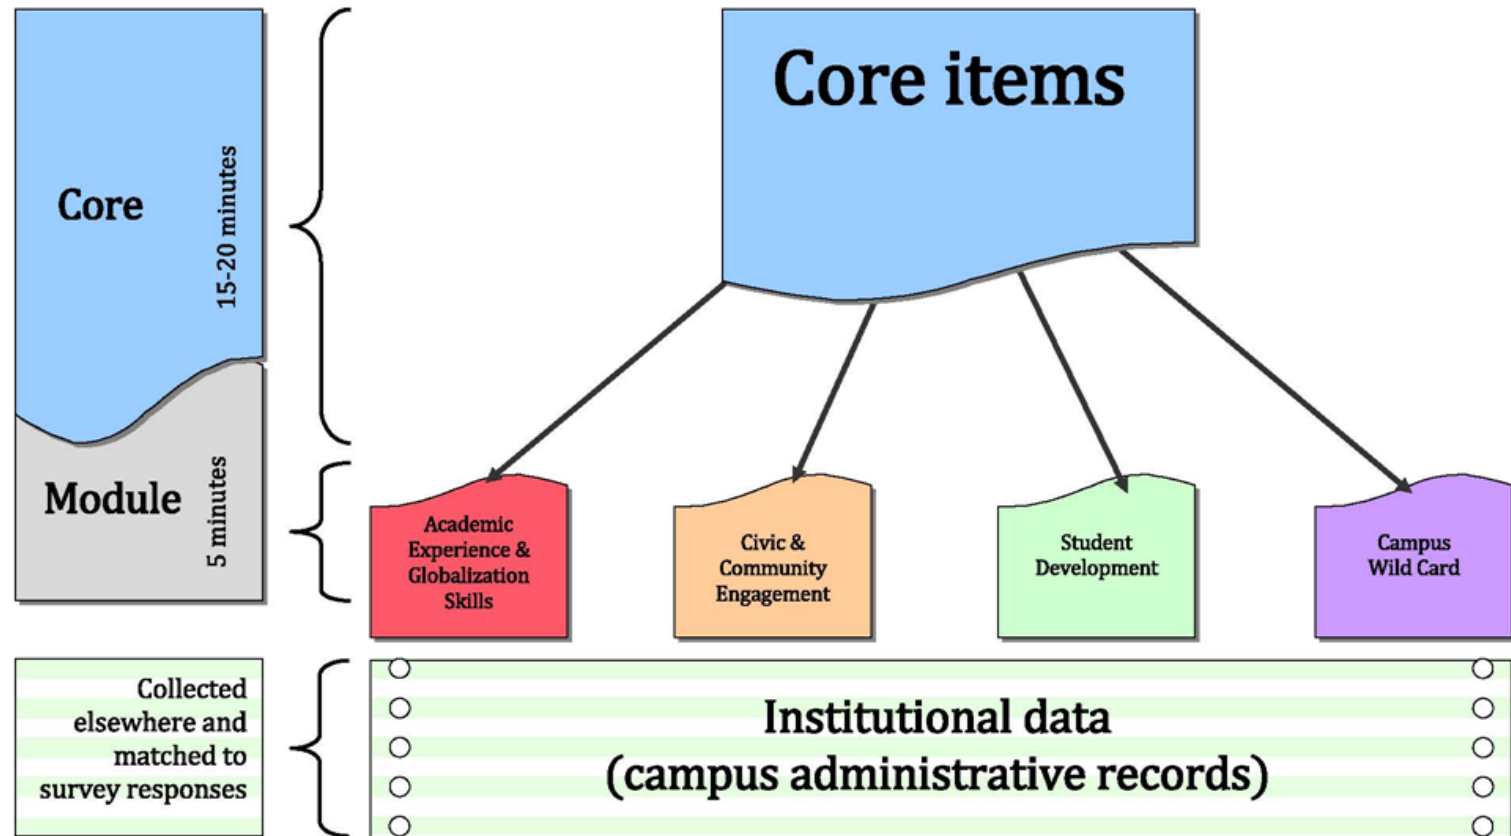 Core
15-20 minutes
Module
5 minutes
Core items
Academic
Experience &
Globalization
Skills
Civic &
Community
Engagement
Student
Development
Campus
Wild Card
Collected
elsewhere and
matched to
survey responses
Institutional data
(campus administrative records)